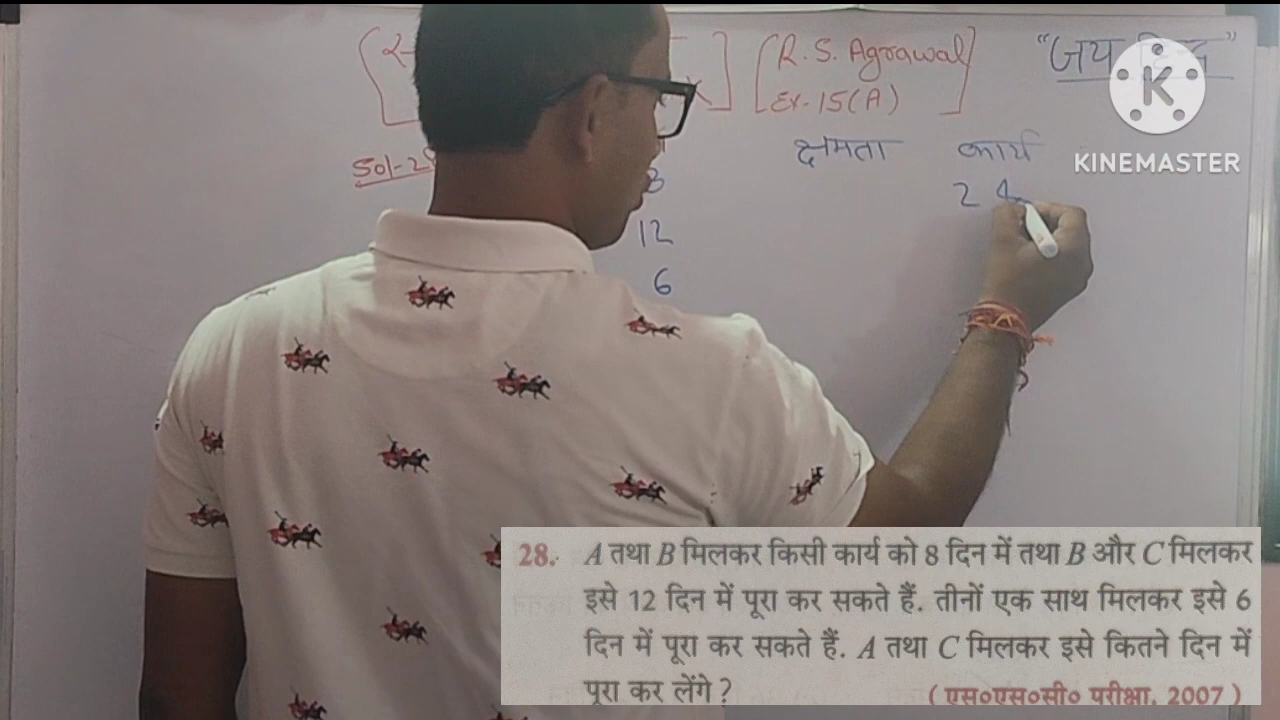 [R. S. Agrawal
Ex-15(A)]
"जय हिन्द"
KINEMASTER
क्षमता कार्य
Sol-28
8 24
12
6
28. A तथा B मिलकर किसी कार्य को 8 दिन में तथा B और C मिलकर
इसे 12 दिन में पूरा कर सकते हैं. तीनों एक साथ मिलकर इसे 6
दिन में पूरा कर सकते हैं. A तथा C मिलकर इसे कितने दिन में
पूरा कर लेंगे ?
( एस०एस०सी० परीक्षा, 2007 )